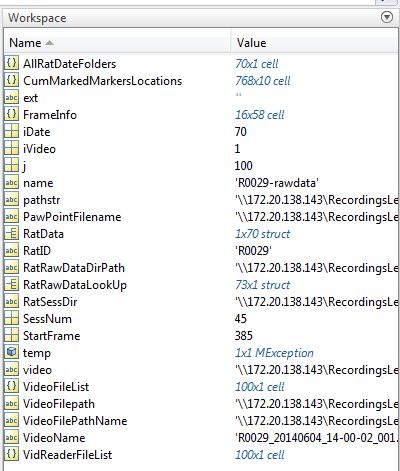 Workspace
Name Value
AllRatDateFolders 70x1 cell
CumMarkedMarkersLocations 768x10 cell
ext ''
FrameInfo 16x58 cell
iDate 70
iVideo 1
j 100
name 'R0029-rawdata'
pathstr '\\172.20.138.143\RecordingsLe
PawPointFilename '\\172.20.138.143\RecordingsLe
RatData 1x70 struct
RatID 'R0029'
RatRawDataDirPath '\\172.20.138.143\RecordingsLe
RatRawDataLookUp 73x1 struct
RatSessDir '\\172.20.138.143\RecordingsLe
SessNum 45
StartFrame 385
temp 1x1 MException
video '\\172.20.138.143\RecordingsLe
VideoFileList 100x1 cell
VideoFilepath '\\172.20.138.143\RecordingsLe
VideoFilePathName '\\172.20.138.143\RecordingsLe
VideoName 'R0029_20140604_14-00-02_001.
VidReaderFileList 100x1 cell